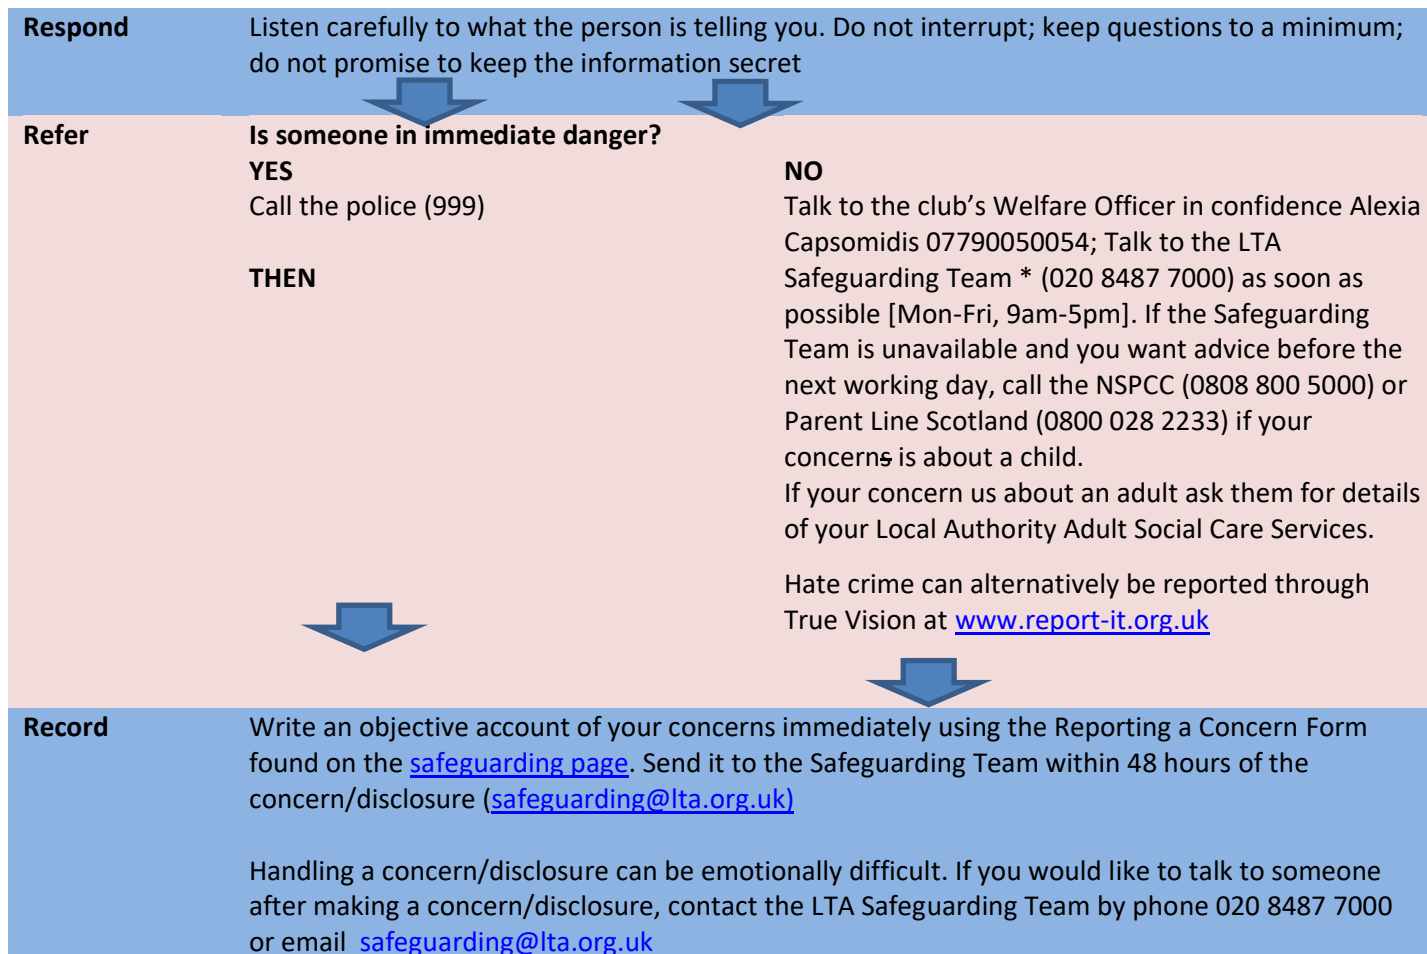 Respond
Listen carefully to what the person is telling you. Do not interrupt; keep questions to a minimum;
do not promise to keep the information secret
Refer
Is someone in immediate danger?
YES
Call the police (999)
THEN
NO
Talk to the club’s Welfare Officer in confidence Alexia
Capsomidis 07790050054; Talk to the LTA
Safeguarding Team * (020 8487 7000) as soon as
possible [Mon-Fri, 9am-5pm]. If the Safeguarding
Team is unavailable and you want advice before the
next working day, call the NSPCC (0808 800 5000) or
Parent Line Scotland (0800 028 2233) if your
concerns is about a child.
If your concern us about an adult ask them for details
of your Local Authority Adult Social Care Services.
Hate crime can alternatively be reported through
True Vision at www.report-it.org.uk
Record
Write an objective account of your concerns immediately using the Reporting a Concern Form
found on the safeguarding page. Send it to the Safeguarding Team within 48 hours of the
concern/disclosure (safeguarding@lta.org.uk)
Handling a concern/disclosure can be emotionally difficult. If you would like to talk to someone
after making a concern/disclosure, contact the LTA Safeguarding Team by phone 020 8487 7000
or email  safeguarding@lta.org.uk